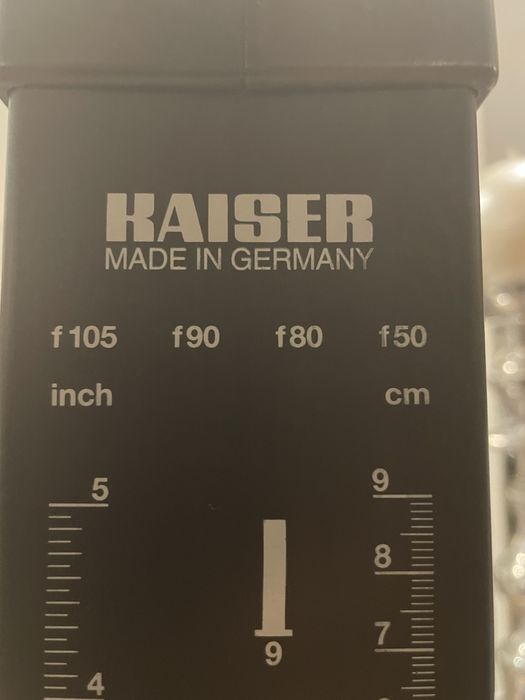 KAISER
MADE IN GERMANY
f105 f90 f80 f50
inch cm
5 9
8
9 7
4